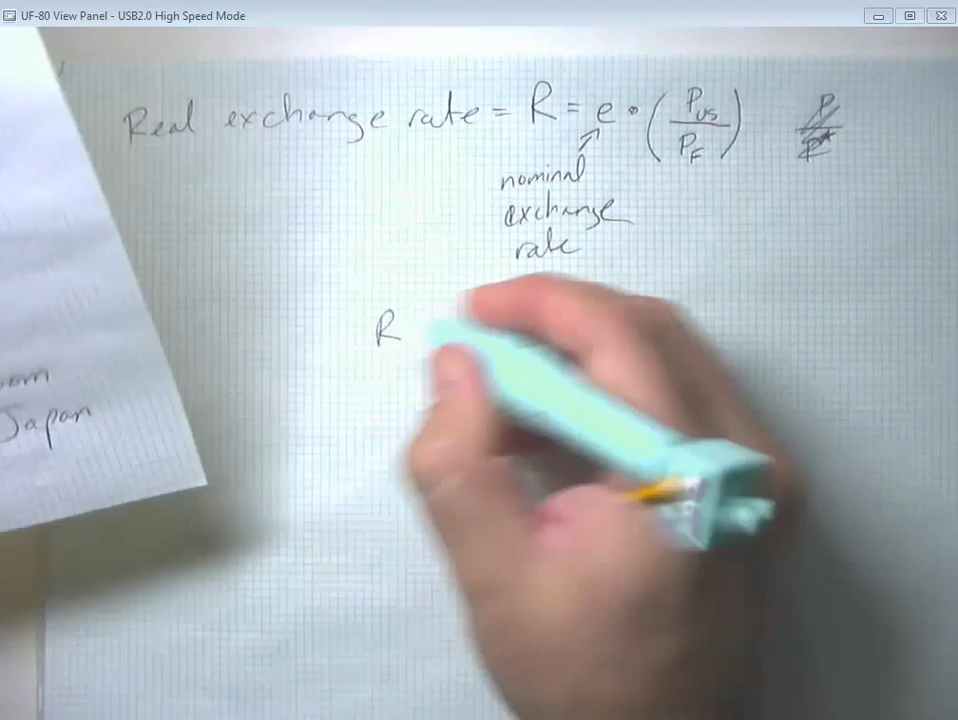 UF-80 View Panel - USB2.0 High Speed Mode
Real exchange rate = R = e · (P_US / P_F)
nominal
exchange
rate
R
Japan